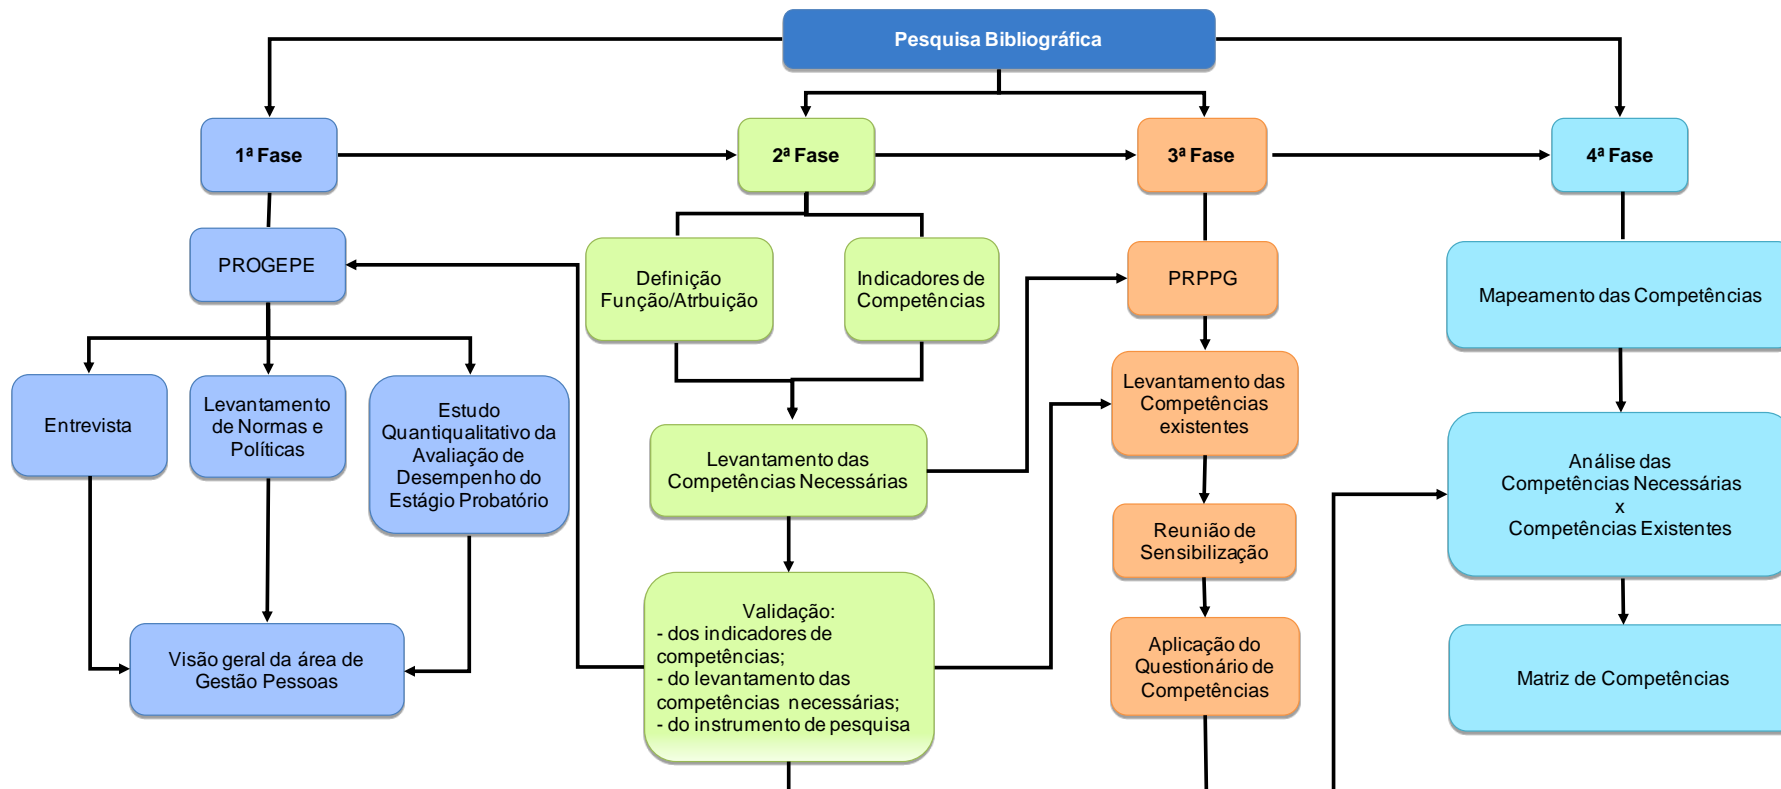 Pesquisa Bibliográfica
1ª Fase
2ª Fase
3ª Fase
4ª Fase
PROGEPE
Definição
Função/Atrbuição
Indicadores de
Competências
PRPPG
Mapeamento das Competências
Entrevista
Levantamento
de Normas e
Políticas
Estudo
Quantiqualitativo da
Avaliação de
Desempenho do
Estágio Probatório
Levantamento das
Competências
existentes
Levantamento das
Competências Necessárias
Análise das
Competências Necessárias
x
Competências Existentes
Reunião de
Sensibilização
Visão geral da área de
Gestão Pessoas
Validação:
- dos indicadores de
competências;
- do levantamento das
competências necessárias;
- do instrumento de pesquisa
Aplicação do
Questionário de
Competências
Matriz de Competências